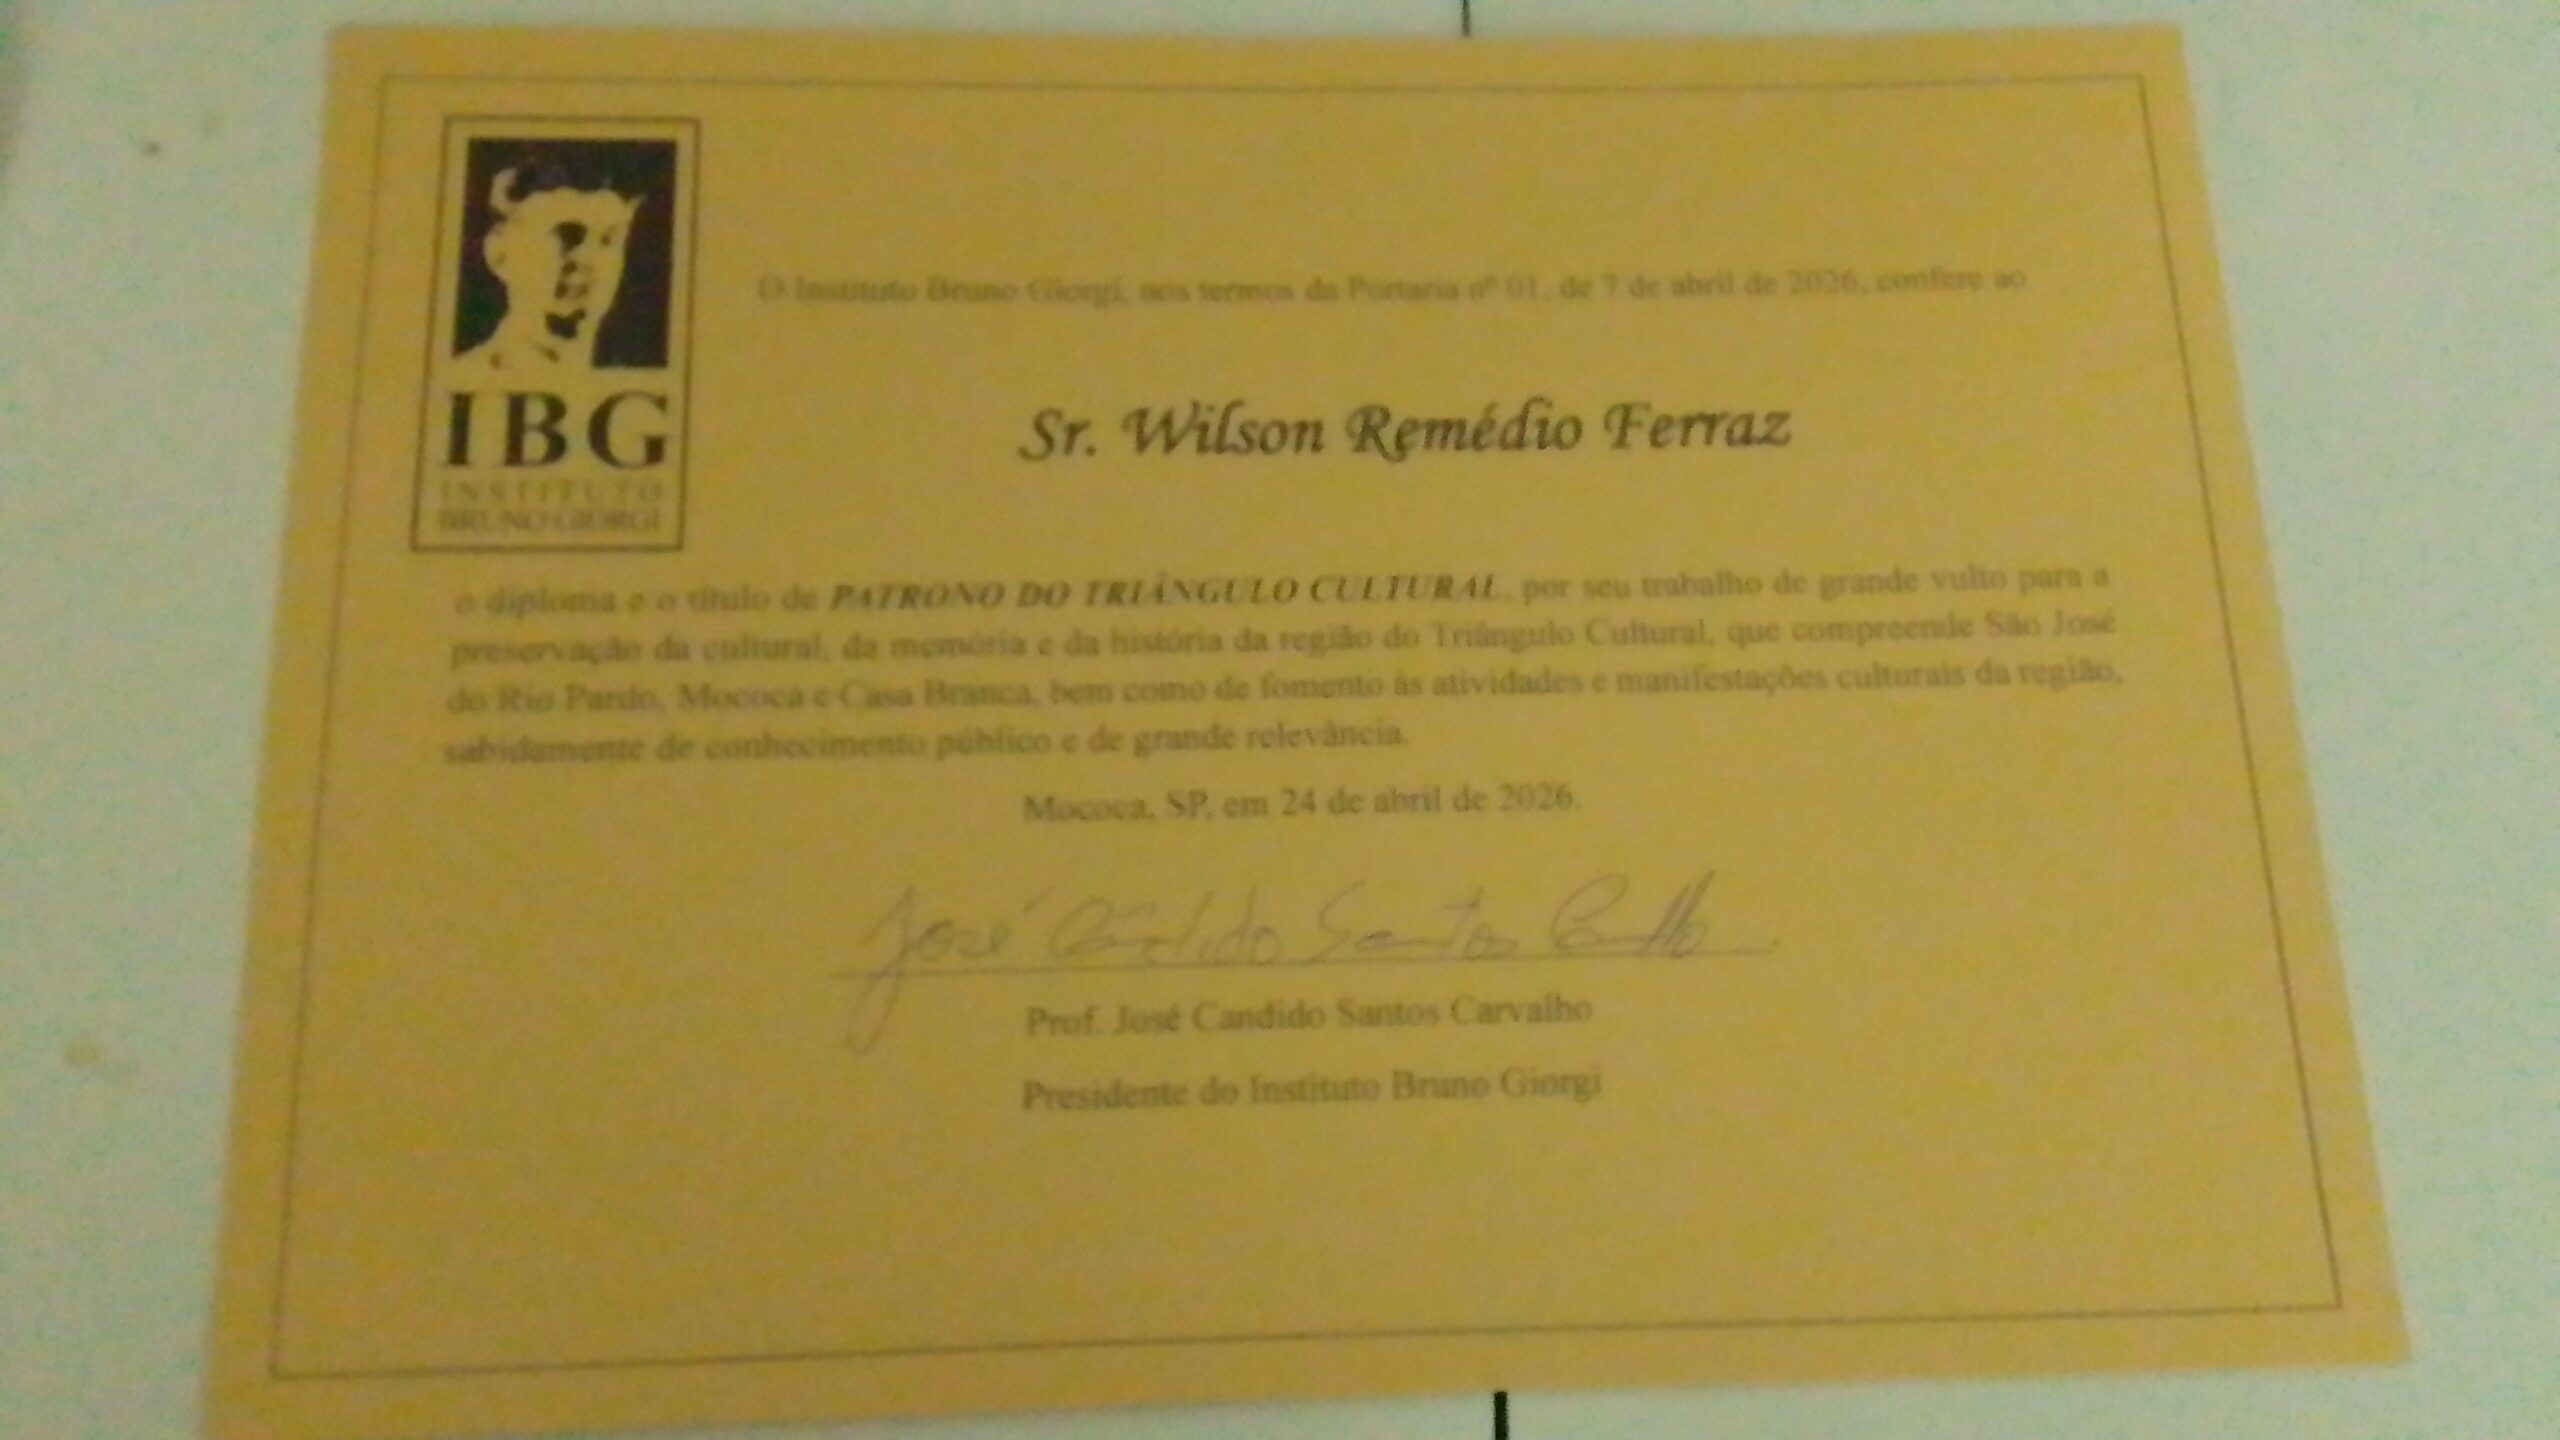 IBG
INSTITUTO
BRUNO GIORGI
O Instituto Bruno Giorgi, nos termos da Portaria nº 01, de 7 de abril de 2026, confere ao
Sr. Wilson Remédio Ferraz
o diploma e o título de PATRONO DO TRIÂNGULO CULTURAL, por seu trabalho de grande vulto para a
preservação da cultural, da memória e da história da região do Triângulo Cultural, que compreende São José
do Rio Pardo, Mococa e Casa Branca, bem como de fomento às atividades e manifestações culturais da região,
sabidamente de conhecimento público e de grande relevância.
Mococa, SP, em 24 de abril de 2026.
José Cândido Santos Carvalho
Prof. José Candido Santos Carvalho
Presidente do Instituto Bruno Giorgi